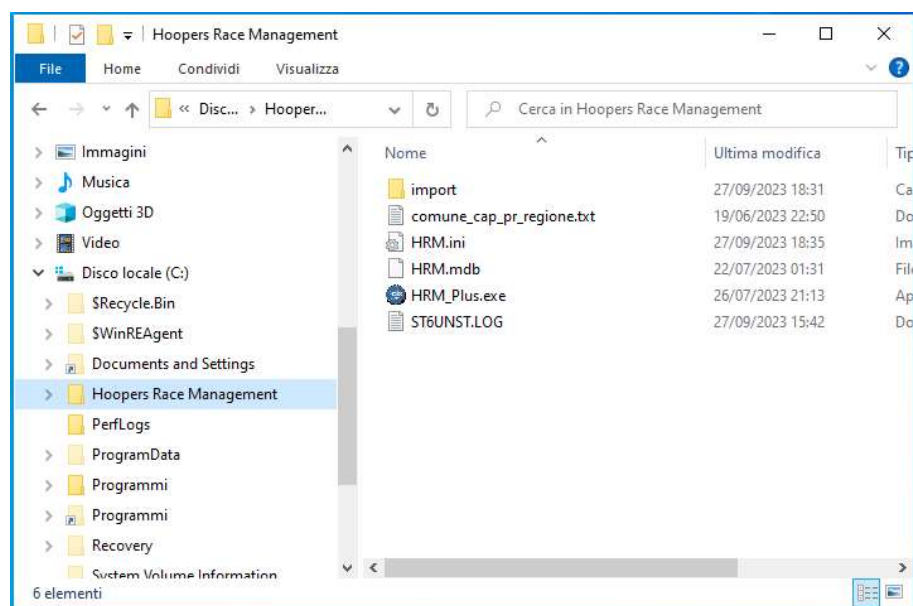 Hoopers Race Management
File Home Condividi Visualizza
« Disc... › Hooper... Cerca in Hoopers Race Management
Immagini
Musica
Oggetti 3D
Video
Disco locale (C:)
$Recycle.Bin
$WinREAgent
Documents and Settings
Hoopers Race Management
PerfLogs
ProgramData
Programmi
Programmi
Recovery
System Volume Information
Nome Ultima modifica Tip
import 27/09/2023 18:31 Ca
comune_cap_pr_regione.txt 19/06/2023 22:50 Do
HRM.ini 27/09/2023 18:35 Im
HRM.mdb 22/07/2023 01:31 File
HRM_Plus.exe 26/07/2023 21:13 Ap
ST6UNST.LOG 27/09/2023 15:42 Do
6 elementi